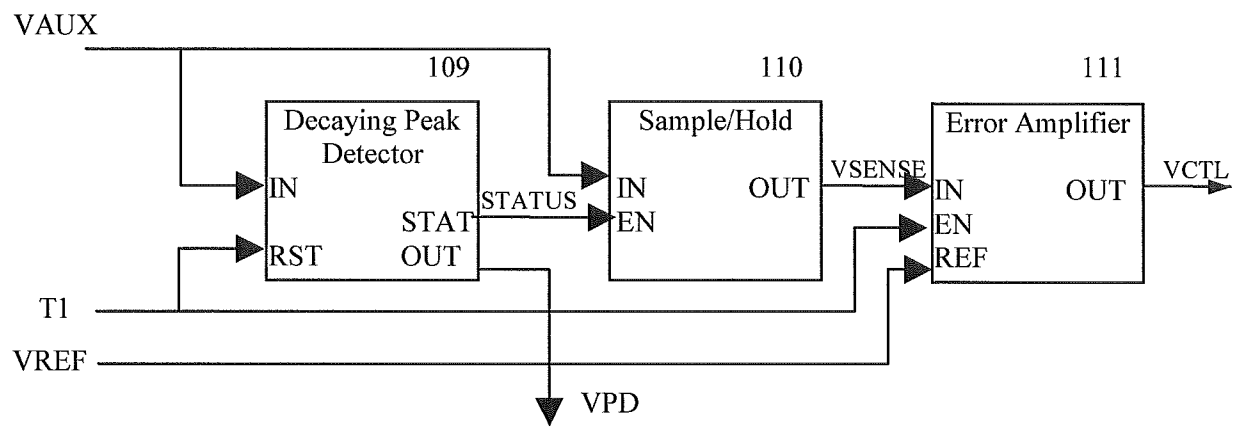 VAUX
109
110
111
Decaying Peak
Detector
Sample/Hold
Error Amplifier
IN
STAT
OUT
RST
STATUS
IN
EN
OUT
VSENSE
IN
EN
REF
OUT
VCTL
T1
VREF
VPD